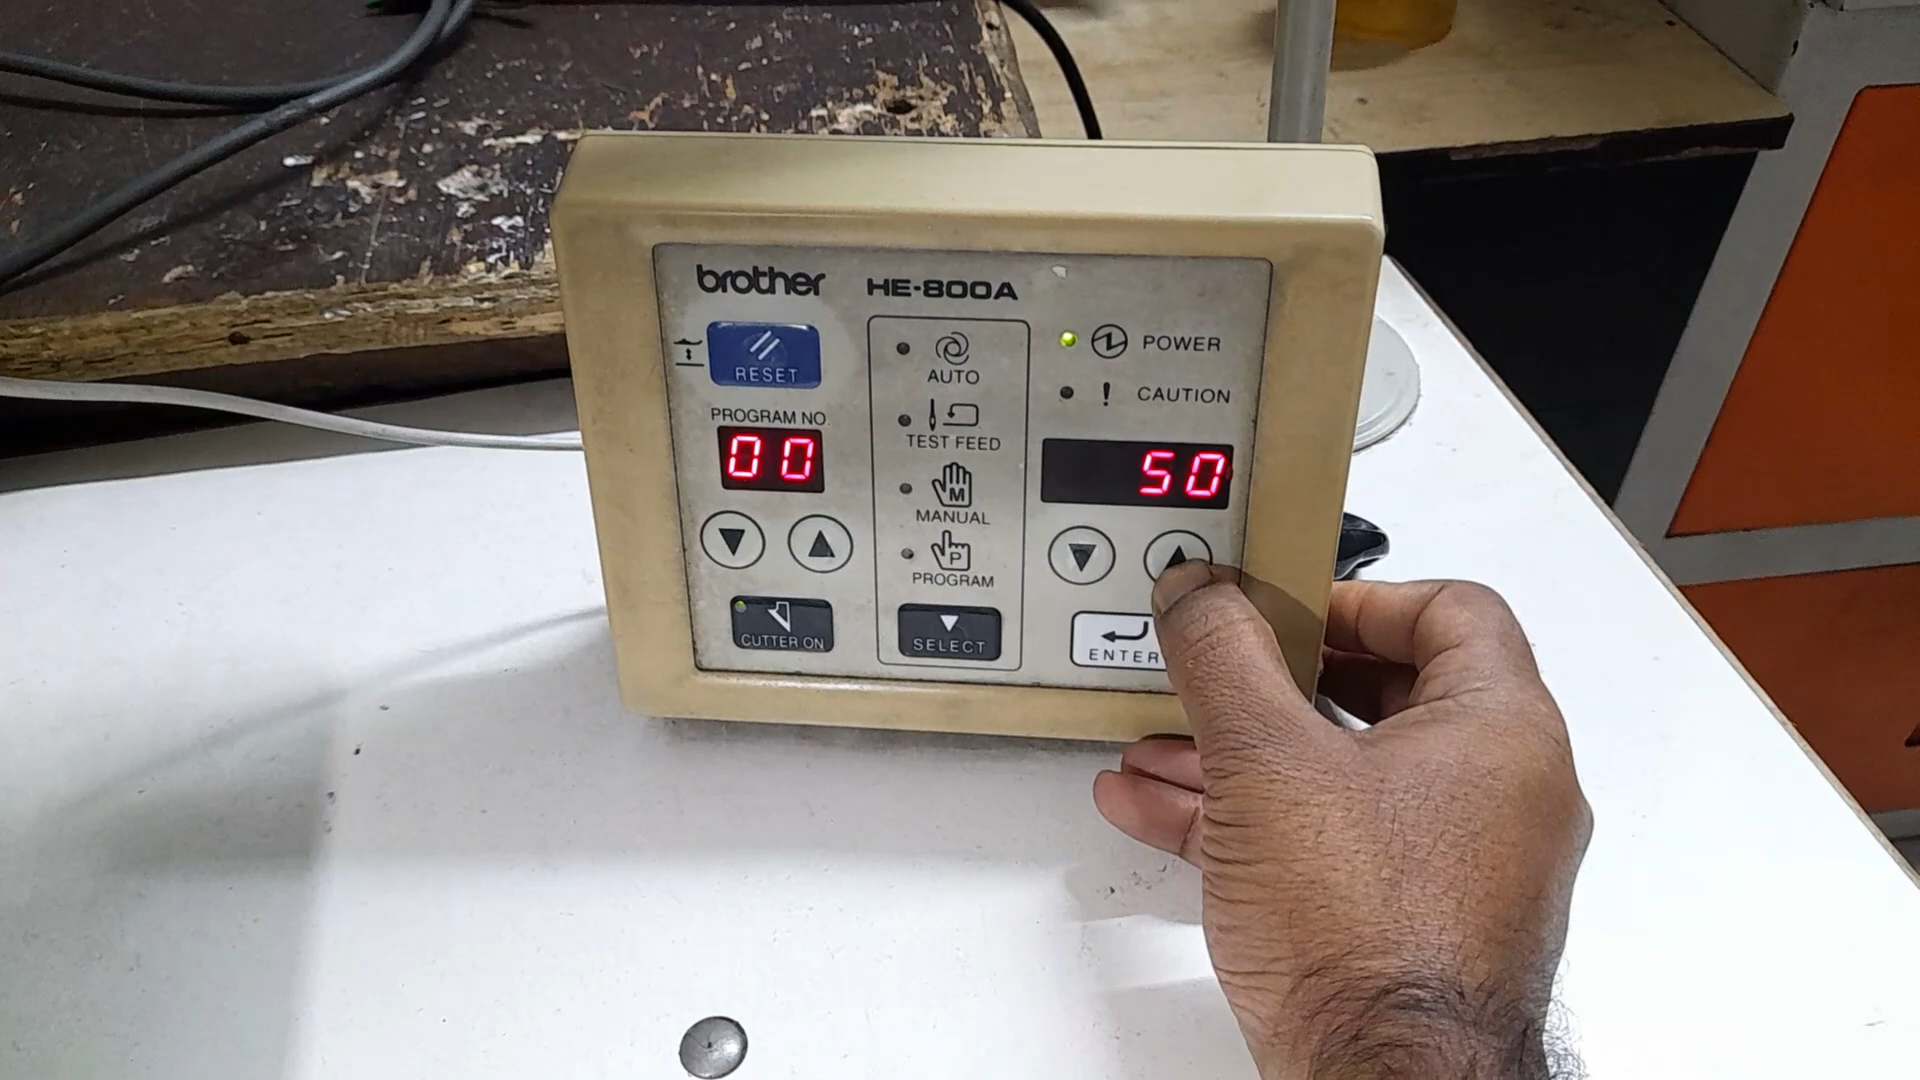 brother HE-800A
RESET
PROGRAM NO.
00
CUTTER ON
AUTO
TEST FEED
M
MANUAL
P
PROGRAM
SELECT
POWER
! CAUTION
50
ENTER